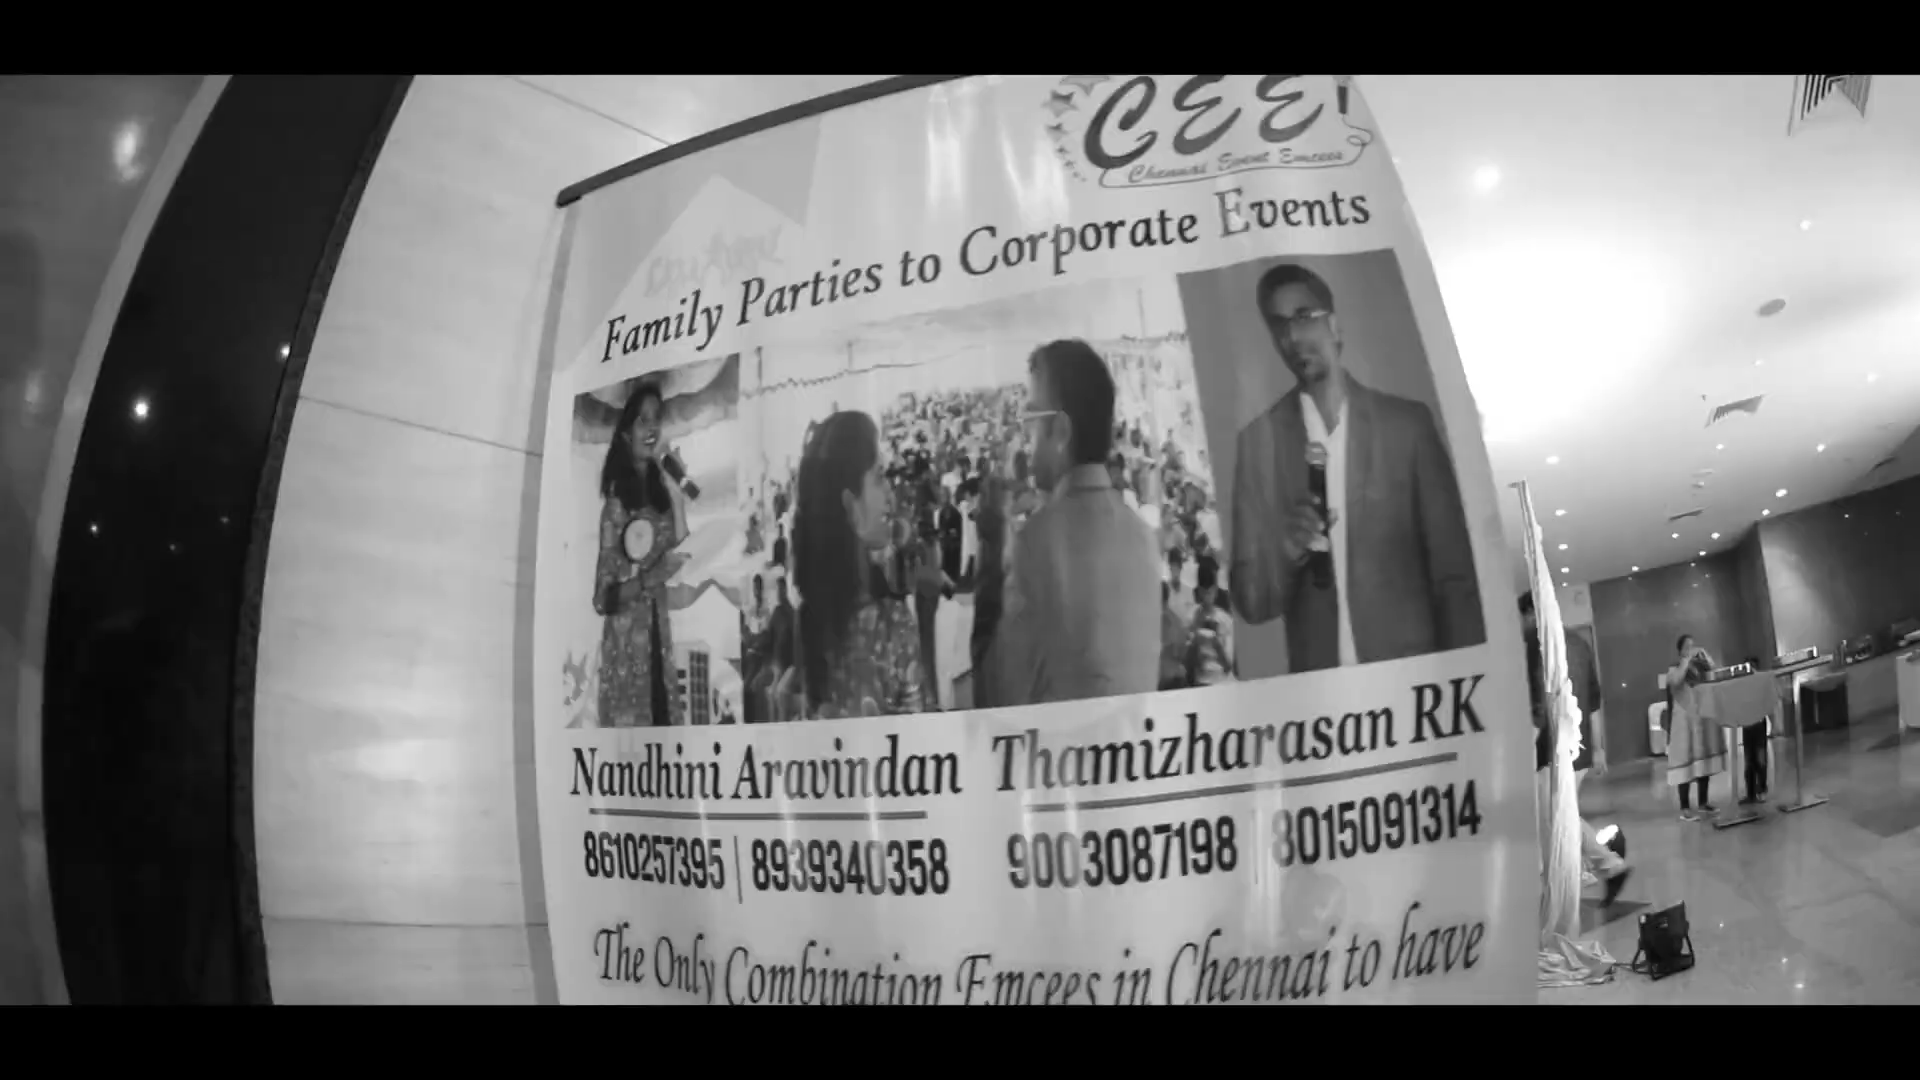 CEE
Chennai Event Emcees
Family Parties to Corporate Events
Nandhini Aravindan Thamizharasan RK
8610257395 | 8939340358 9003087198 | 8015091314
The Only Combination Emcees in Chennai to have